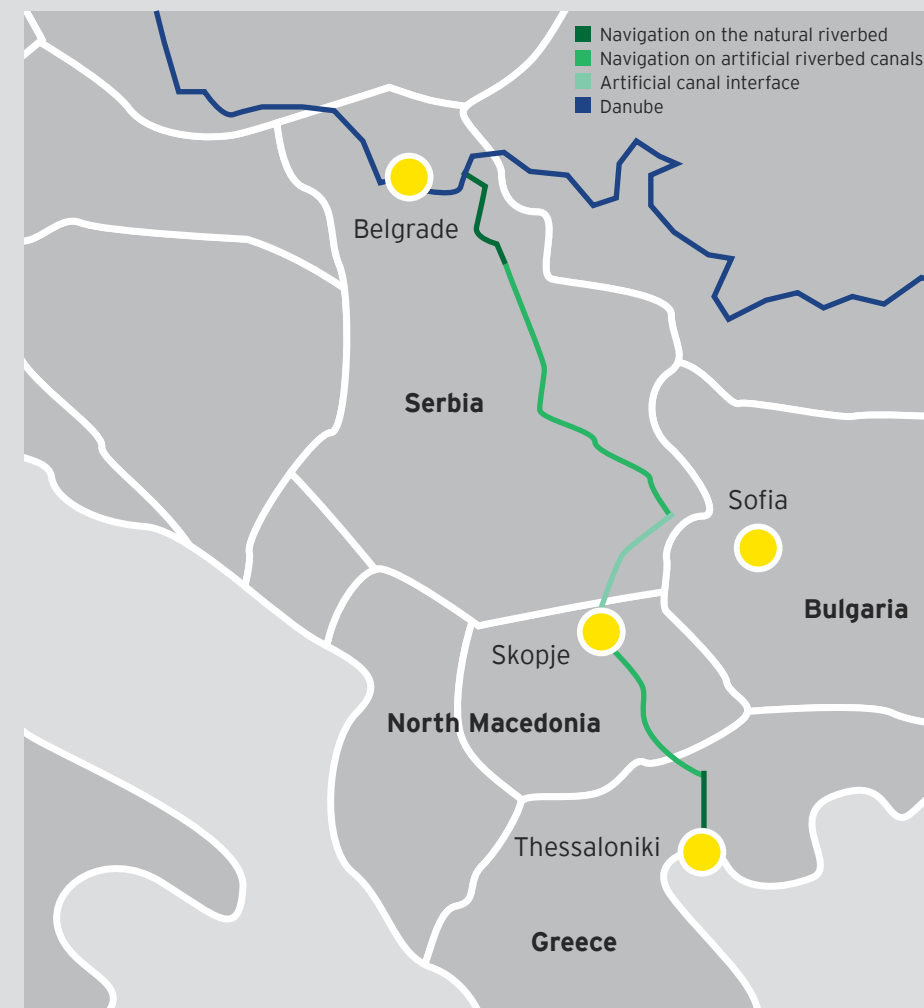 Navigation on the natural riverbed
Navigation on artificial riverbed canals
Artificial canal interface
Danube
Belgrade
Serbia
Sofia
Bulgaria
Skopje
North Macedonia
Thessaloniki
Greece